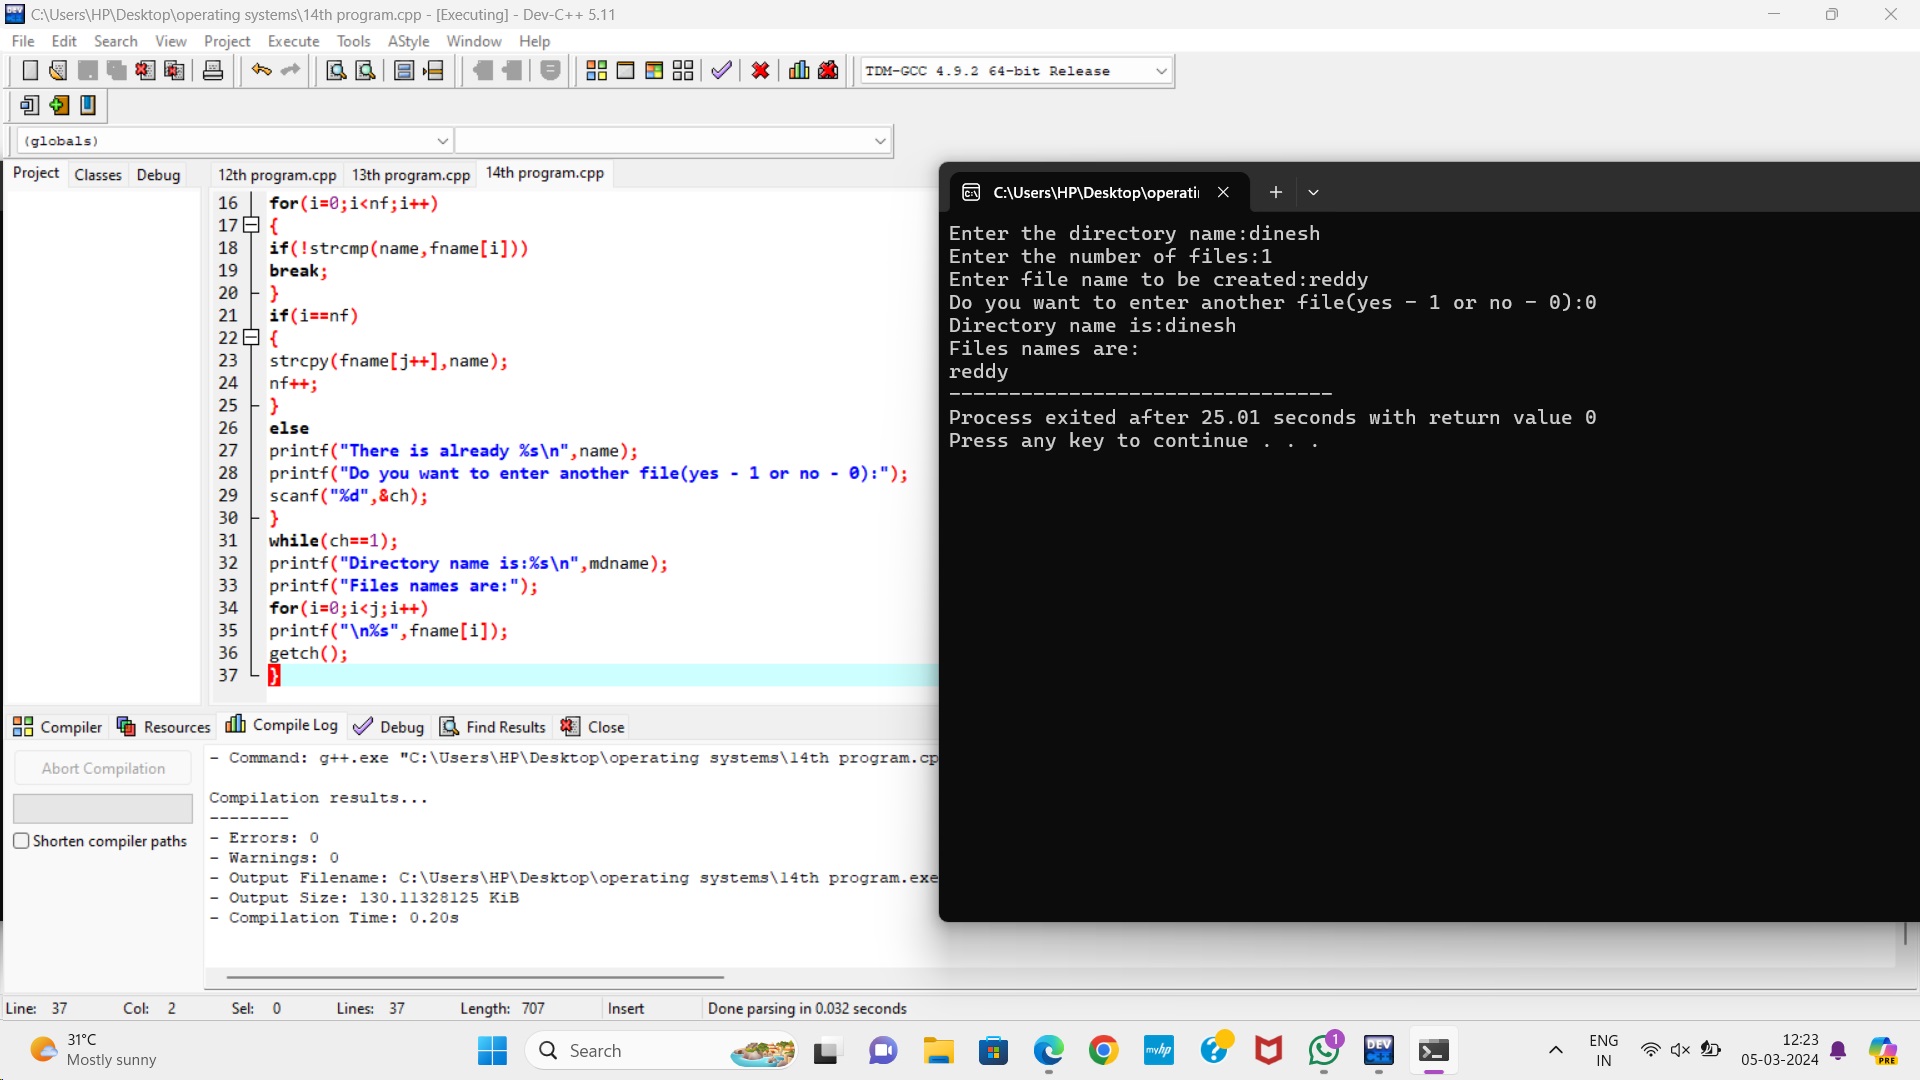 C:\Users\HP\Desktop\operating systems\14th program.cpp - [Executing] - Dev-C++ 5.11
File Edit Search View Project Execute Tools AStyle Window Help
TDM-GCC 4.9.2 64-bit Release
(globals)
Project Classes Debug
12th program.cpp 13th program.cpp 14th program.cpp
16 for(i=0;i<nf;i++)
17 {
18 if(!strcmp(name,fname[i]))
19 break;
20 }
21 if(i==nf)
22 {
23 strcpy(fname[j++],name);
24 nf++;
25 }
26 else
27 printf("There is already %s\n",name);
28 printf("Do you want to enter another file(yes - 1 or no - 0):");
29 scanf("%d",&ch);
30 }
31 while(ch==1);
32 printf("Directory name is:%s\n",mdname);
33 printf("Files names are:");
34 for(i=0;i<j;i++)
35 printf("\n%s",fname[i]);
36 getch();
37 }
C:\Users\HP\Desktop\operati
Enter the directory name:dinesh
Enter the number of files:1
Enter file name to be created:reddy
Do you want to enter another file(yes - 1 or no - 0):0
Directory name is:dinesh
Files names are:
reddy
--------------------------------
Process exited after 25.01 seconds with return value 0
Press any key to continue . . .
Compiler Resources Compile Log Debug Find Results Close
Abort Compilation
Shorten compiler paths
- Command: g++.exe "C:\Users\HP\Desktop\operating systems\14th program.cp
Compilation results...
--------
- Errors: 0
- Warnings: 0
- Output Filename: C:\Users\HP\Desktop\operating systems\14th program.exe
- Output Size: 130.11328125 KiB
- Compilation Time: 0.20s
Line: 37 Col: 2 Sel: 0 Lines: 37 Length: 707 Insert Done parsing in 0.032 seconds
31°C
Mostly sunny
Search
myhp
1
DEV
PRE
ENG
IN
12:23
05-03-2024